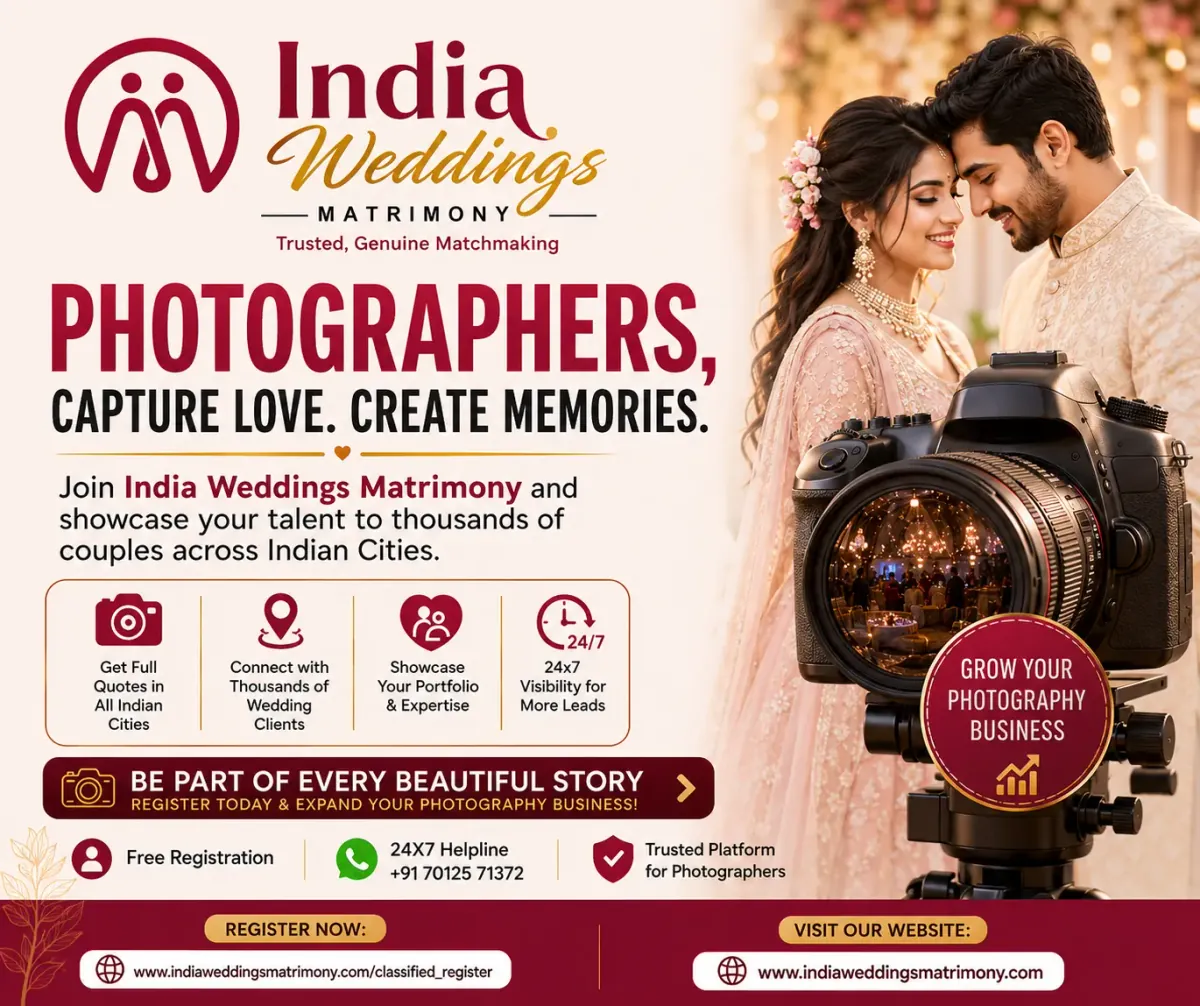 India
Weddings
MATRIMONY
Trusted, Genuine Matchmaking
PHOTOGRAPHERS,
CAPTURE LOVE. CREATE MEMORIES.
Join India Weddings Matrimony and
showcase your talent to thousands of
couples across Indian Cities.
Get Full
Quotes in
All Indian
Cities
Connect with
Thousands of
Wedding
Clients
Showcase
Your Portfolio
& Expertise
24/7
24x7
Visibility for
More Leads
GROW YOUR
PHOTOGRAPHY
BUSINESS
BE PART OF EVERY BEAUTIFUL STORY
REGISTER TODAY & EXPAND YOUR PHOTOGRAPHY BUSINESS!
Free Registration
24X7 Helpline
+91 70125 71372
Trusted Platform
for Photographers
REGISTER NOW:
www.indiaweddingsmatrimony.com/classified_register
VISIT OUR WEBSITE:
www.indiaweddingsmatrimony.com